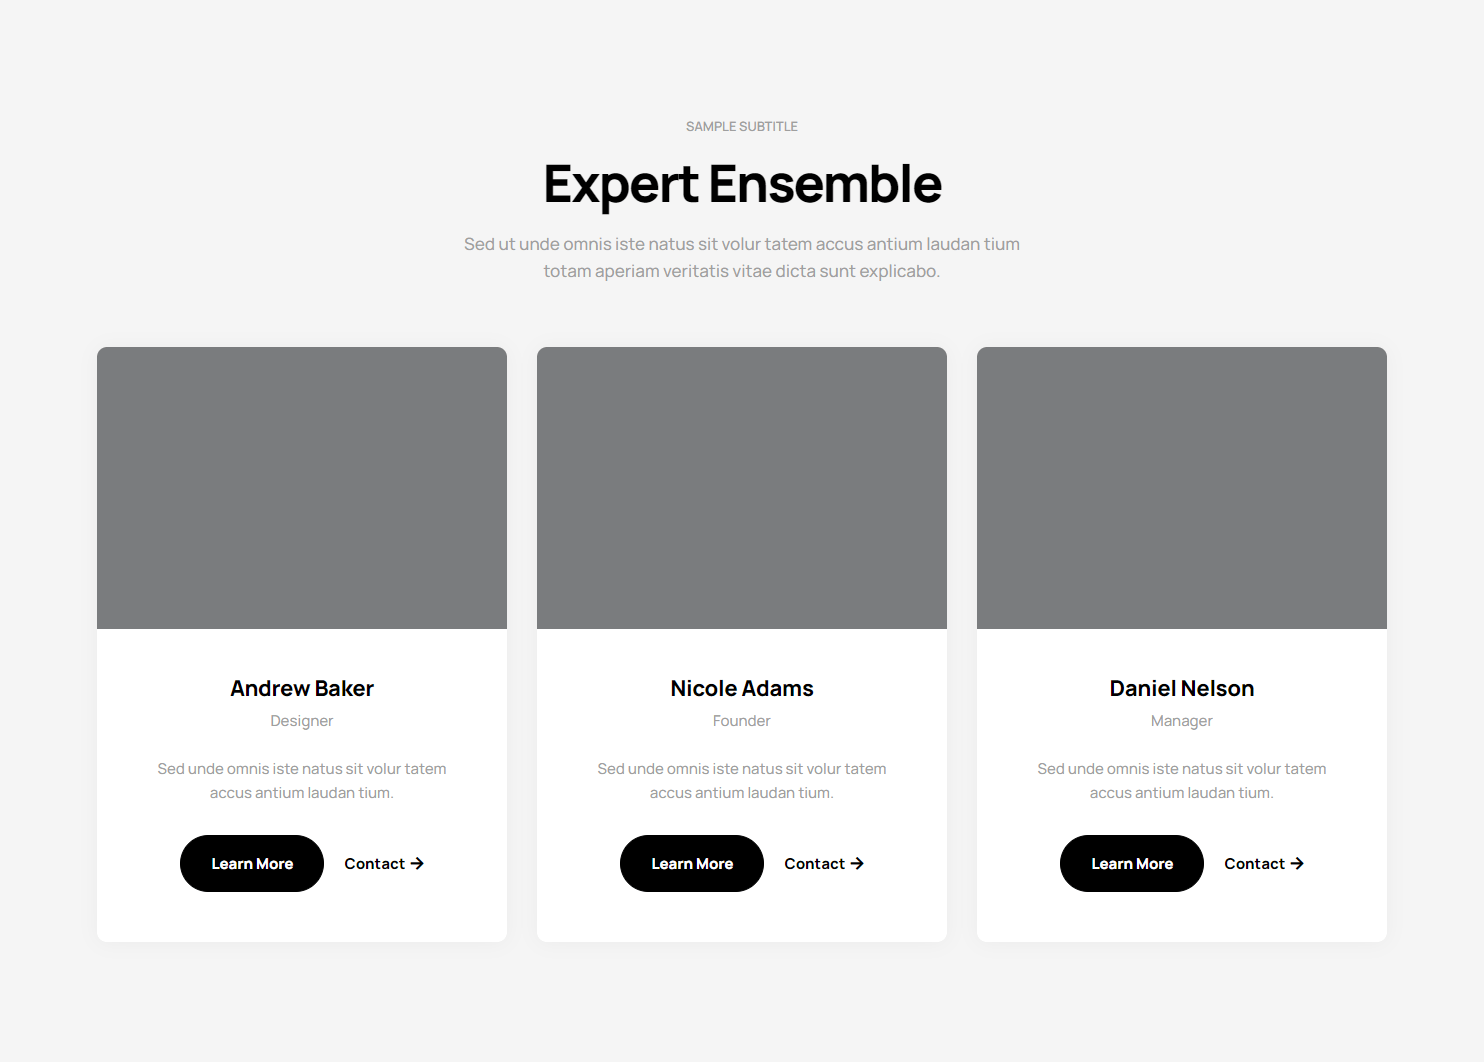 SAMPLE SUBTITLE
Expert Ensemble
Sed ut unde omnis iste natus sit volur tatem accus antium laudan tium
totam aperiam veritatis vitae dicta sunt explicabo.
Andrew Baker
Designer
Sed unde omnis iste natus sit volur tatem
accus antium laudan tium.
Learn More
Contact →
Nicole Adams
Founder
Sed unde omnis iste natus sit volur tatem
accus antium laudan tium.
Learn More
Contact →
Daniel Nelson
Manager
Sed unde omnis iste natus sit volur tatem
accus antium laudan tium.
Learn More
Contact →